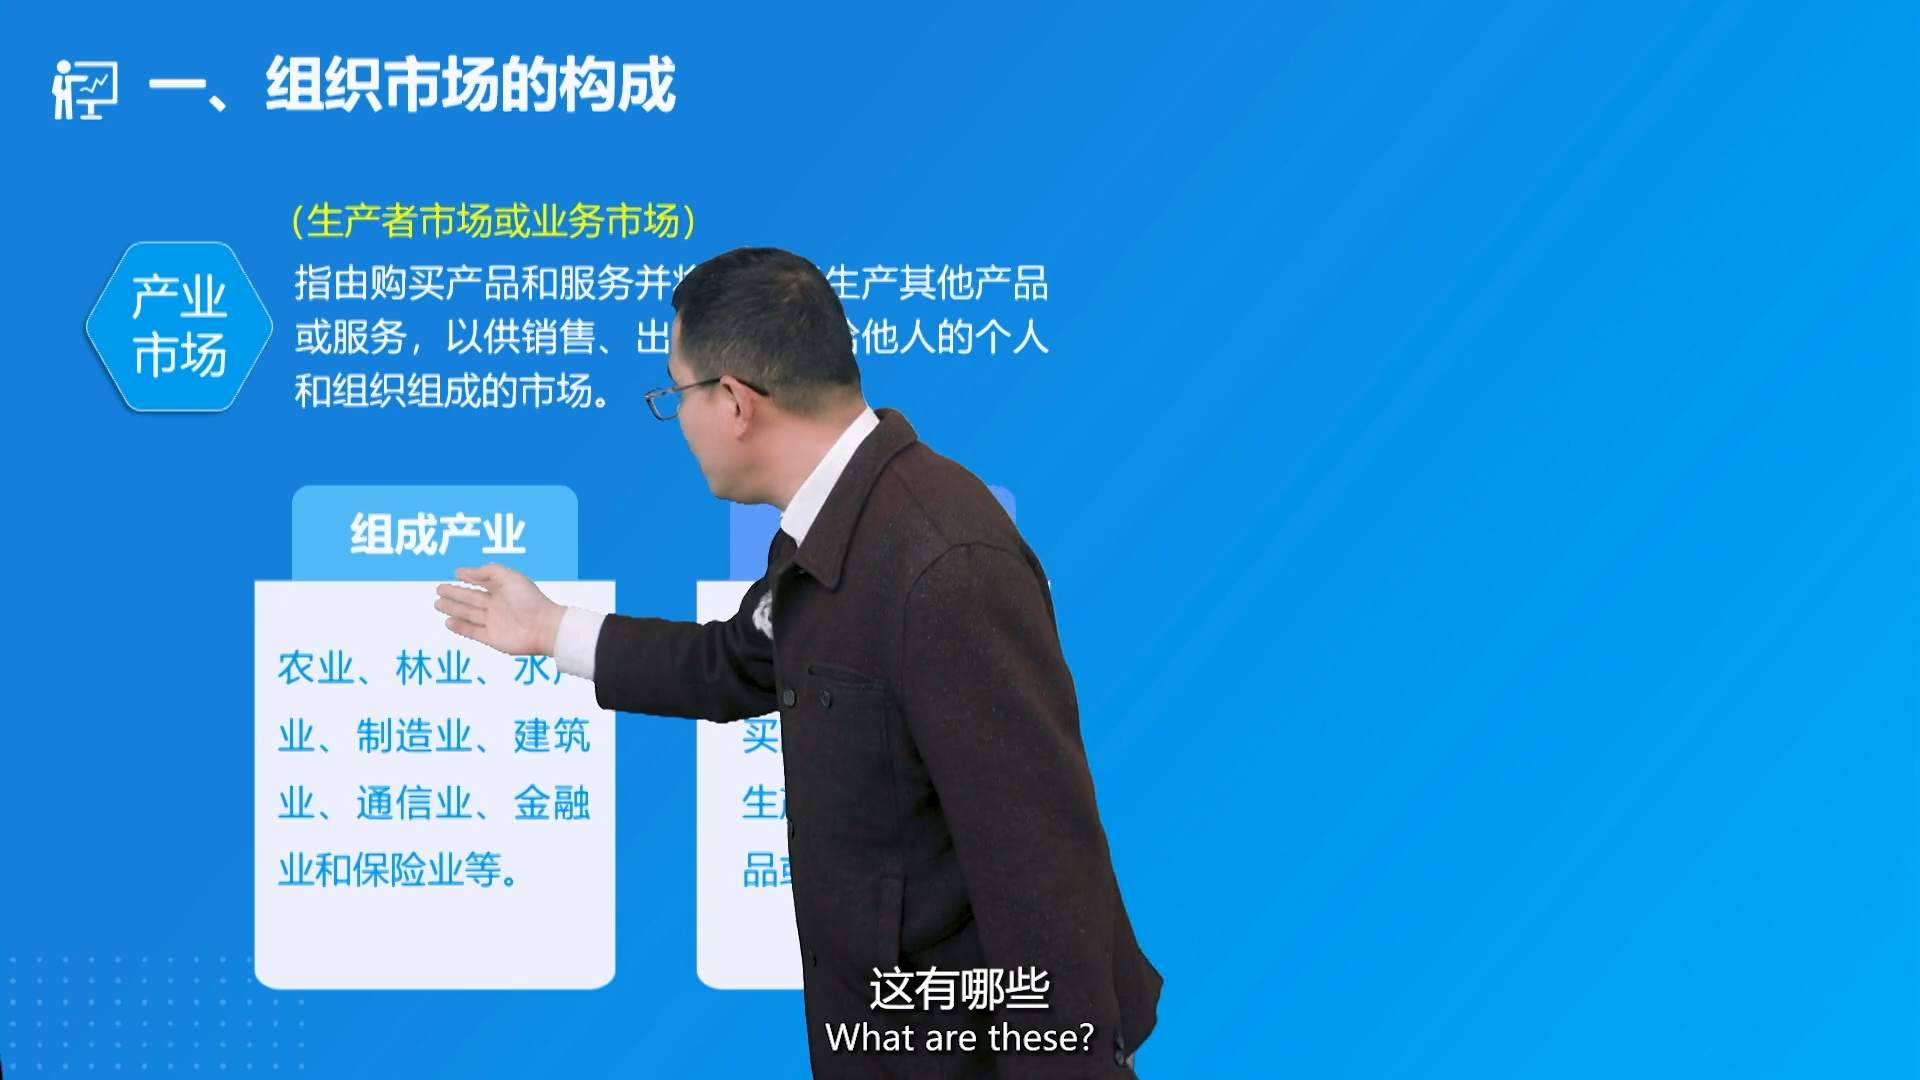 一、组织市场的构成
（生产者市场或业务市场）
产业
市场
指由购买产品和服务并 生产其他产品
或服务，以供销售、出 他人的个人
和组织组成的市场。
组成产业
农业、林业、水
业、制造业、建筑
业、通信业、金融
业和保险业等。
买
生
品
这有哪些
What are these?